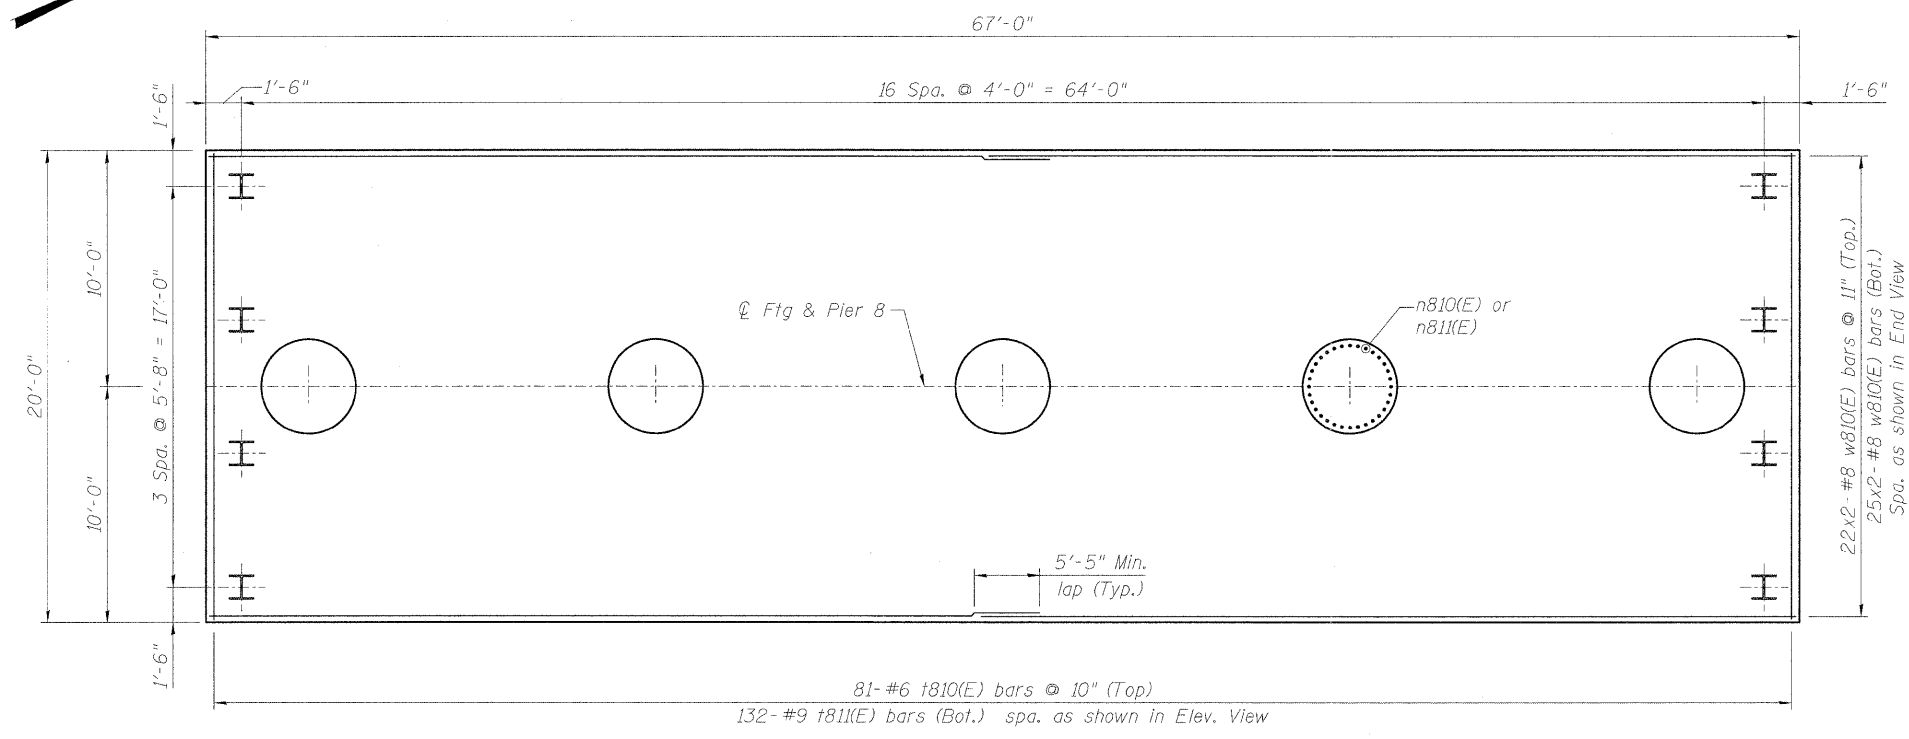 67'-0"
1'-6"
16 Spa. @ 4'-0" = 64'-0"
1'-6"
1'-6"
20'-0"
10'-0"
10'-0"
3 Spa. @ 5'-8" = 17'-0"
1'-6"
℄ Ftg & Pier 8
n810(E) or
n811(E)
5'-5" Min.
lap (Typ.)
22x2-#8 w810(E) bars @ 11" (Top.)
25x2-#8 w810(E) bars (Bot.)
Spa. as shown in End View
81-#6 t810(E) bars @ 10" (Top)
132-#9 t811(E) bars (Bot.) spa. as shown in Elev. View